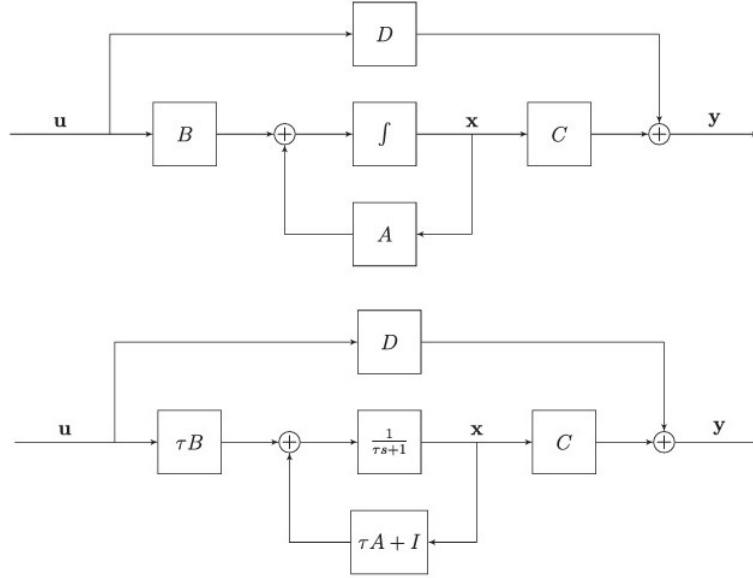 D
u B ∫ x C y
A
D
u τB 1/(τs+1) x C y
τA + I